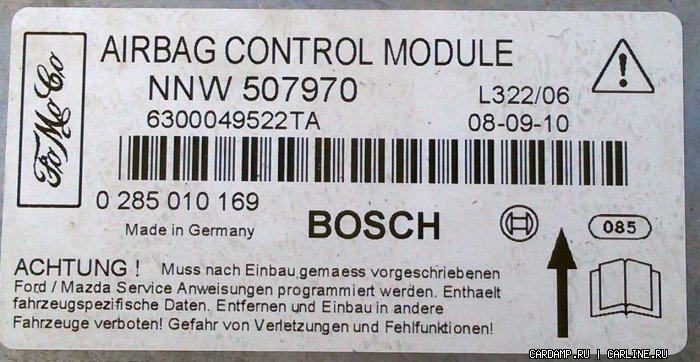 FoMoCo
AIRBAG CONTROL MODULE
NNW 507970
L322/06
6300049522TA
08-09-10
0 285 010 169
Made in Germany
BOSCH
085
ACHTUNG ! Muss nach Einbau,gemaess vorgeschriebenen
Ford / Mazda Service Anweisungen programmiert werden. Enthaelt
fahrzeugspezifische Daten. Entfernen und Einbau in andere
Fahrzeuge verboten! Gefahr von Verletzungen und Fehlfunktionen!
CARDAMP.RU | CARLINE.RU